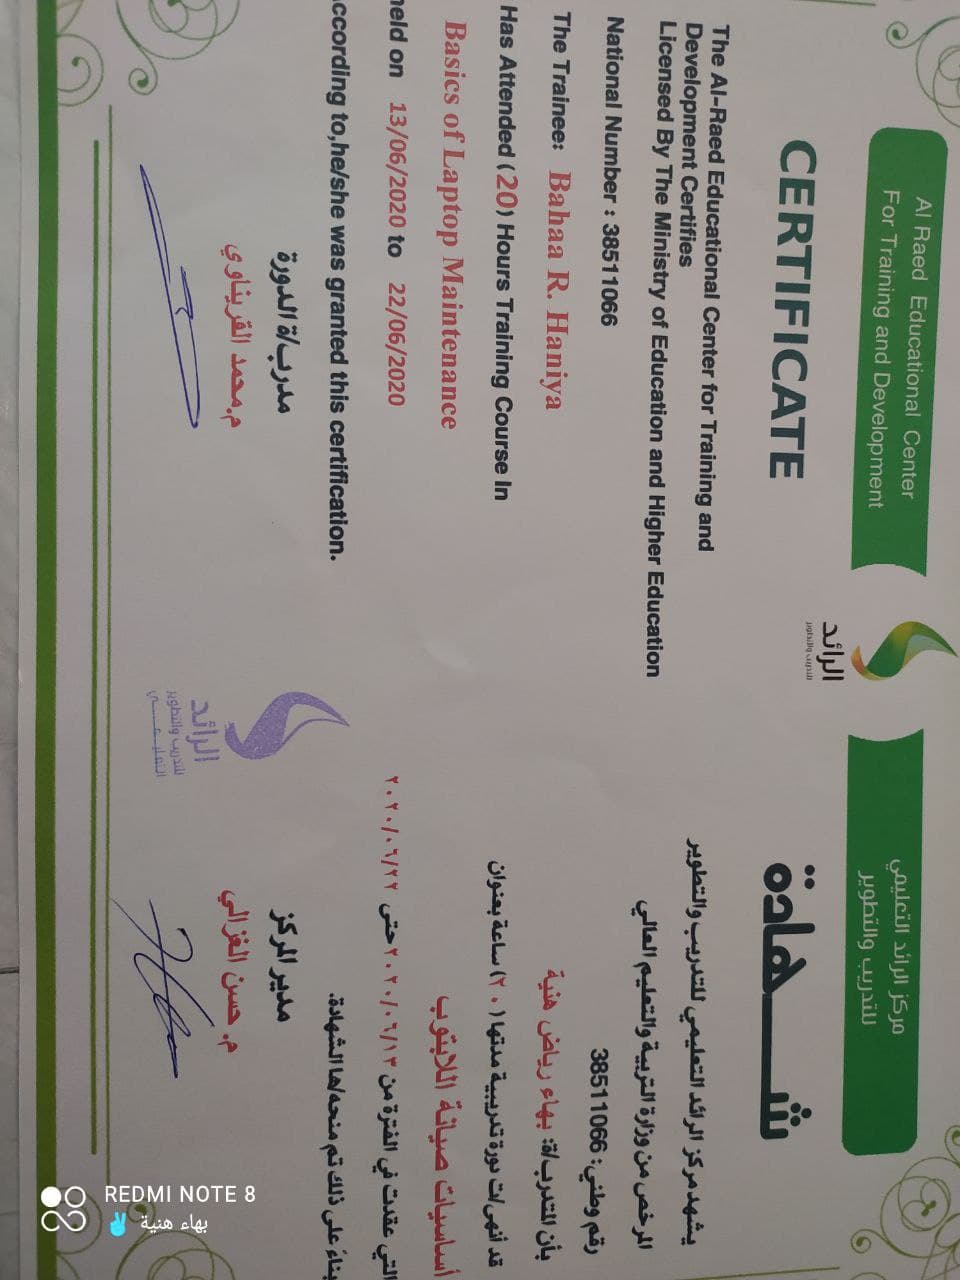 Al Raed Educational Center
For Training and Development
الرائد
للتدريب والتطوير
مركز الرائد التعليمي
للتدريب والتطوير
CERTIFICATE
The Al-Raed Educational Center for Training and
Development Certifies
Licensed By The Ministry of Education and Higher Education
National Number : 38511066
The Trainee: Bahaa R. Haniya
Has Attended (20) Hours Training Course In
Basics of Laptop Maintenance
held on 13/06/2020 to 22/06/2020
according to,he/she was granted this certification.
مدرب/ة الدورة
م.محمد القريناوي
شهادة
يشهد مركز الرائد التعليمي للتدريب والتطوير
المرخص من وزارة التربية والتعليم العالي
رقم وطني : 38511066
بأن المتدرب/ة: بهاء رياض هنية
قد أنهى/ت دورة تدريبية مدتها (٢٠) ساعة بعنوان
أساسيات صيانة اللابتوب
التي عقدت في الفترة من ٢٠٢٠/٠٦/١٣ حتى ٢٠٢٠/٠٦/٢٢
بناءً على ذلك تم منحه/ها الشهادة.
مدير المركز
م. حسن الغزالي
الرائد
للتدريب والتطوير
التعليمي
REDMI NOTE 8
بهاء هنية